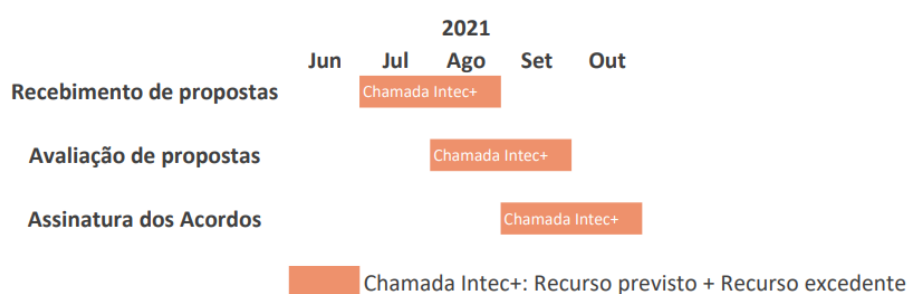 2021
Jun Jul Ago Set Out
Recebimento de propostas Chamada Intec+
Avaliação de propostas Chamada Intec+
Assinatura dos Acordos Chamada Intec+
Chamada Intec+: Recurso previsto + Recurso excedente